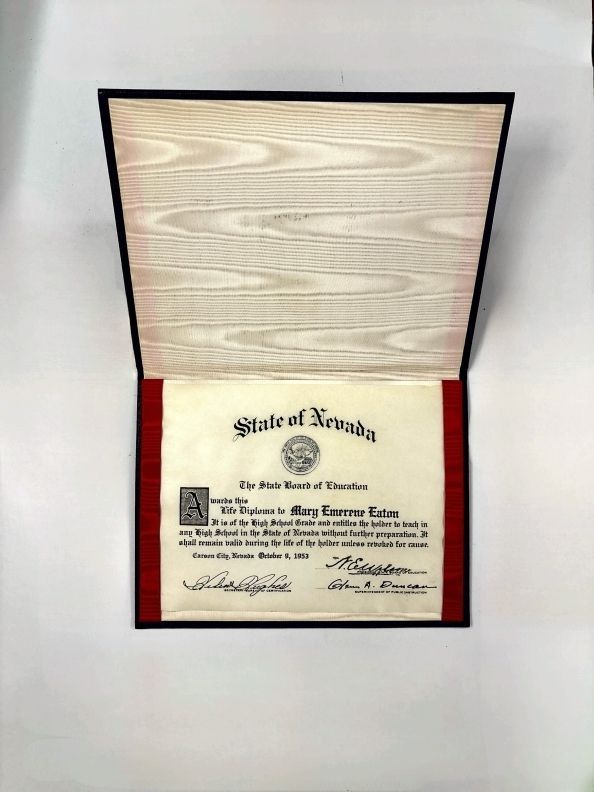 State of Nevada
The State Board of Education
Awards this
Life Diploma to Mary Emerene Eaton
It is of the High School Grade and entitles the holder to teach in
any High School in the State of Nevada without further preparation. It
shall remain valid during the life of the holder unless revoked for cause.
Carson City, Nevada October 9, 1953
Glenn A. Duncan
SUPERINTENDENT OF PUBLIC INSTRUCTION